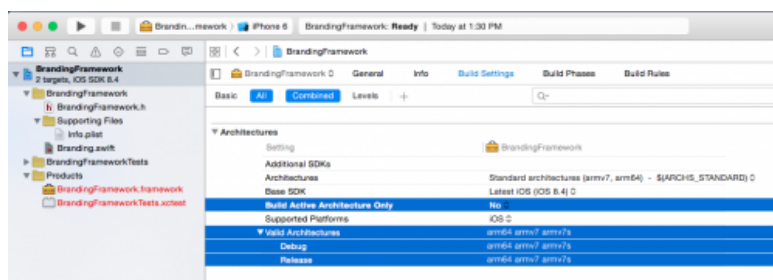 Brandin...mework
iPhone 6
BrandingFramework: Ready | Today at 1:30 PM
BrandingFramework
BrandingFramework
2 targets, iOS SDK 8.4
BrandingFramework
General
Info
Build Settings
Build Phases
Build Rules
BrandingFramework
Basic
All
Combined
Levels
h BrandingFramework.h
Supporting Files
Info.plist
Architectures
Branding.swift
Setting
BrandingFramework
BrandingFrameworkTests
Additional SDKs
Products
Architectures
Standard architectures (armv7, arm64) - $(ARCHS_STANDARD)
BrandingFramework.framework
Base SDK
Latest iOS (iOS 8.4)
BrandingFrameworkTests.xctest
Build Active Architecture Only
No
Supported Platforms
iOS
Valid Architectures
arm64 armv7 armv7s
Debug
arm64 armv7 armv7s
Release
arm64 armv7 armv7s